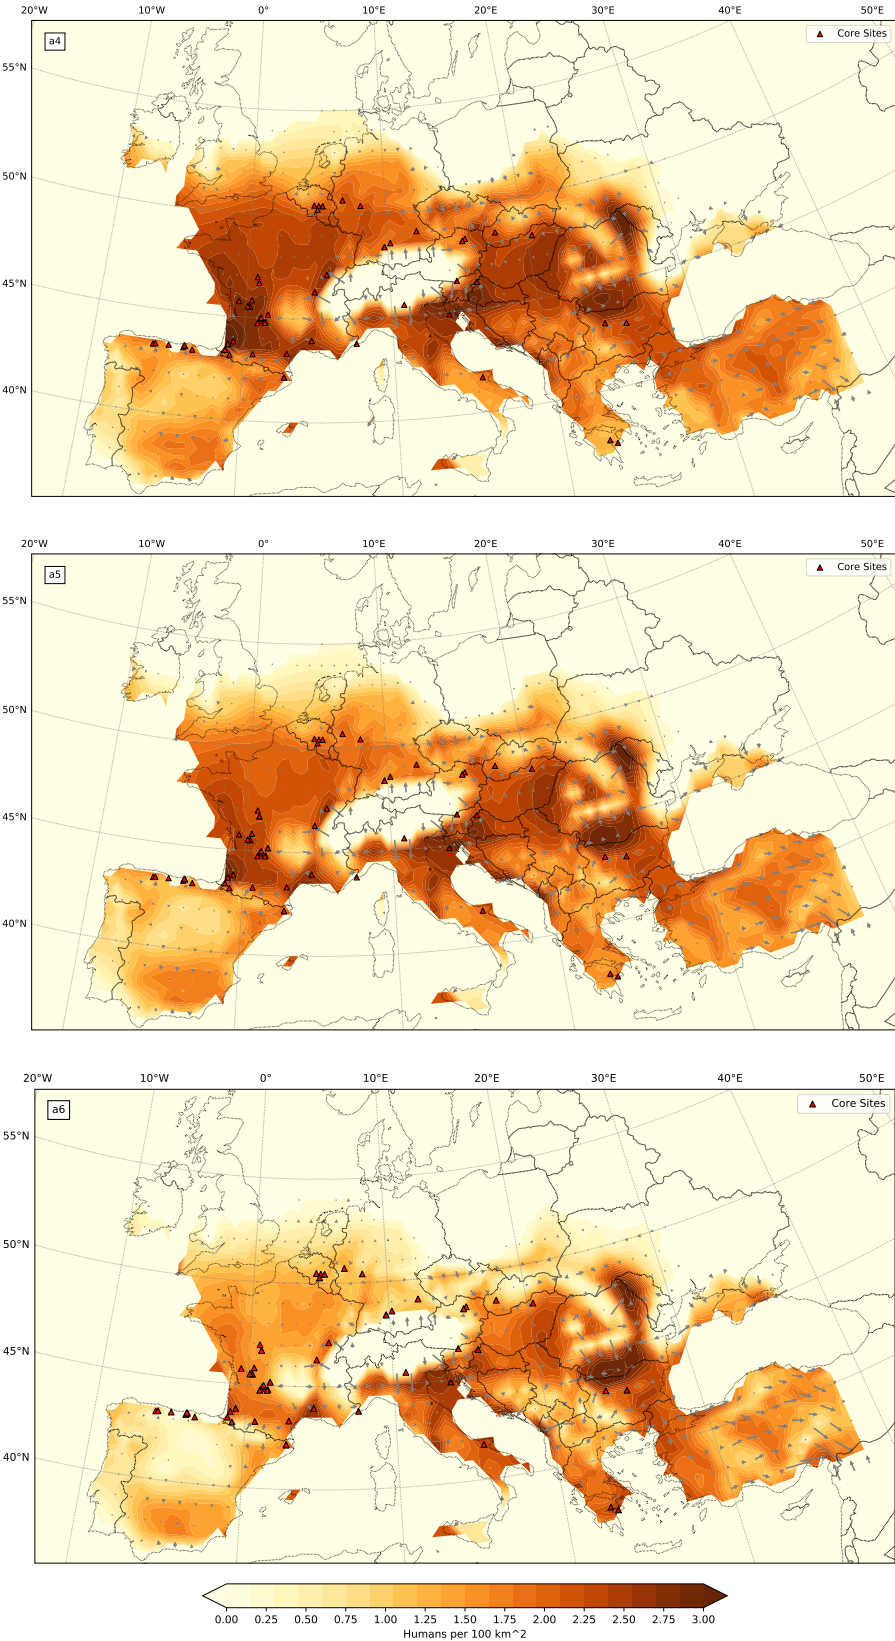 20°W 10°W 0° 10°E 20°E 30°E 40°E 50°E
a4
Core Sites
55°N
50°N
45°N
40°N
20°W 10°W 0° 10°E 20°E 30°E 40°E 50°E
a5
Core Sites
55°N
50°N
45°N
40°N
20°W 10°W 0° 10°E 20°E 30°E 40°E 50°E
a6
Core Sites
55°N
50°N
45°N
40°N
0.00 0.25 0.50 0.75 1.00 1.25 1.50 1.75 2.00 2.25 2.50 2.75 3.00
Humans per 100 km^2